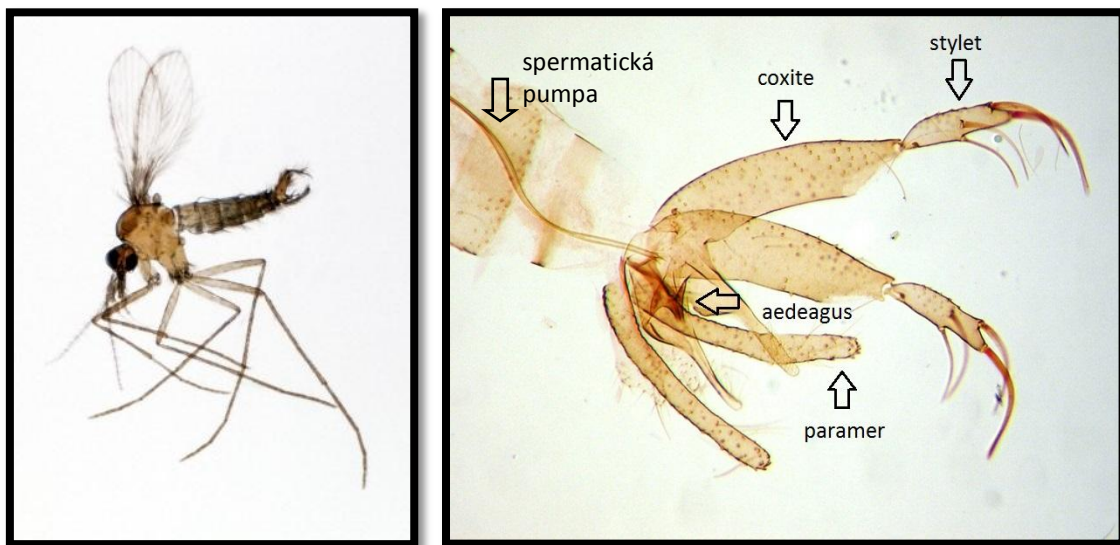 spermatická
pumpa
coxite
stylet
aedeagus
paramer